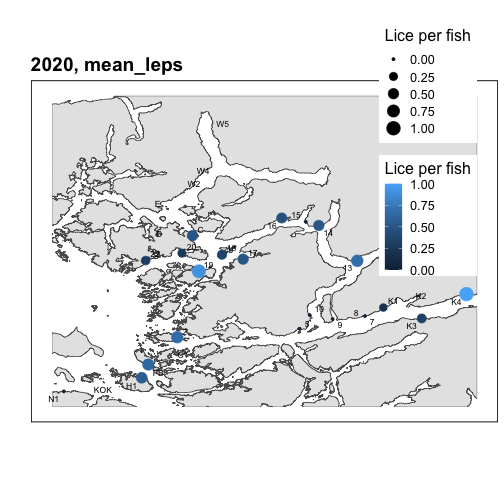 Lice per fish
0.00
0.25
0.50
0.75
1.00
2020, mean_leps
Lice per fish
1.00
0.75
0.50
0.25
0.00
W5
W4
W2
E
C
16
15
14
20
18
17
19
13
K1
K2
K4
8
7
9
K3
H1
KOK
N1